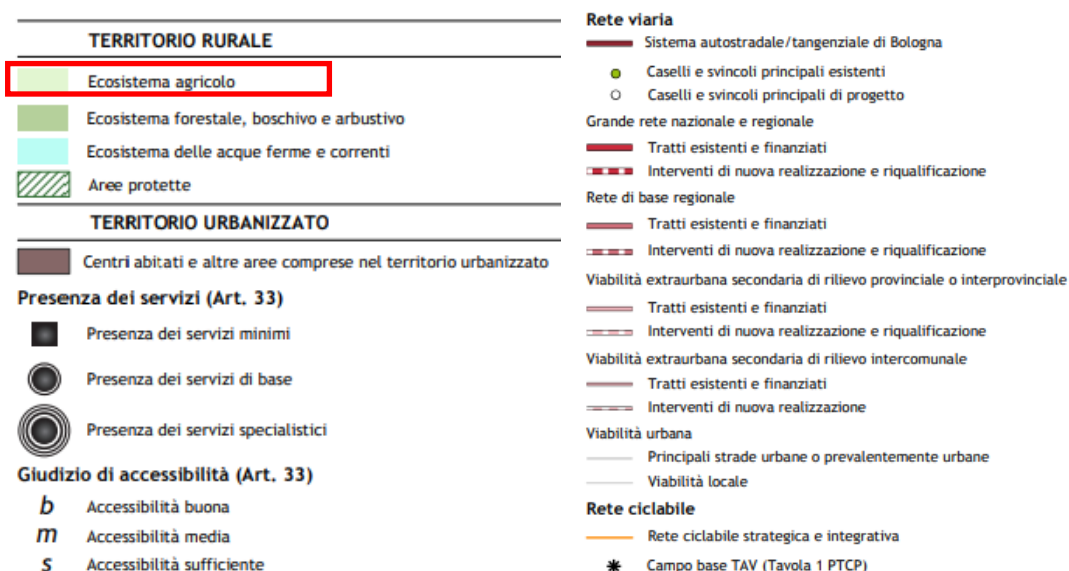 TERRITORIO RURALE
Ecosistema agricolo
Ecosistema forestale, boschivo e arbustivo
Ecosistema delle acque ferme e correnti
Aree protette
TERRITORIO URBANIZZATO
Centri abitati e altre aree comprese nel territorio urbanizzato
Presenza dei servizi (Art. 33)
Presenza dei servizi minimi
Presenza dei servizi di base
Presenza dei servizi specialistici
Giudizio di accessibilità (Art. 33)
b Accessibilità buona
m Accessibilità media
s Accessibilità sufficiente
Rete viaria
Sistema autostradale/tangenziale di Bologna
Caselli e svincoli principali esistenti
Caselli e svincoli principali di progetto
Grande rete nazionale e regionale
Tratti esistenti e finanziati
Interventi di nuova realizzazione e riqualificazione
Rete di base regionale
Tratti esistenti e finanziati
Interventi di nuova realizzazione e riqualificazione
Viabilità extraurbana secondaria di rilievo provinciale o interprovinciale
Tratti esistenti e finanziati
Interventi di nuova realizzazione e riqualificazione
Viabilità extraurbana secondaria di rilievo intercomunale
Tratti esistenti e finanziati
Interventi di nuova realizzazione
Viabilità urbana
Principali strade urbane o prevalentemente urbane
Viabilità locale
Rete ciclabile
Rete ciclabile strategica e integrativa
Campo base TAV (Tavola 1 PTCP)